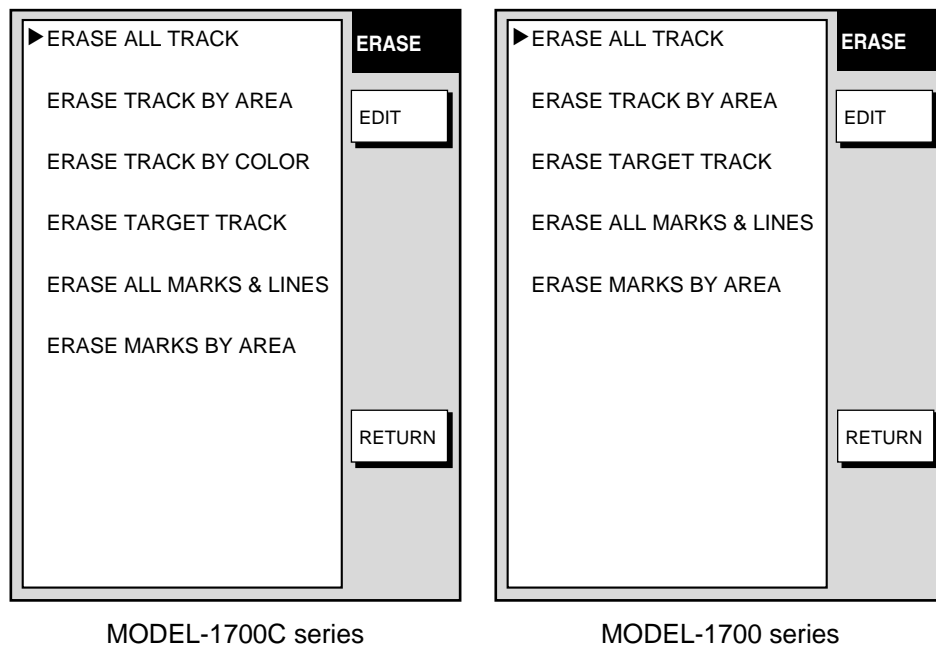 ERASE ALL TRACK
ERASE TRACK BY AREA
ERASE TRACK BY COLOR
ERASE TARGET TRACK
ERASE ALL MARKS & LINES
ERASE MARKS BY AREA
ERASE
EDIT
RETURN
MODEL-1700C series
ERASE ALL TRACK
ERASE TRACK BY AREA
ERASE TARGET TRACK
ERASE ALL MARKS & LINES
ERASE MARKS BY AREA
ERASE
EDIT
RETURN
MODEL-1700 series